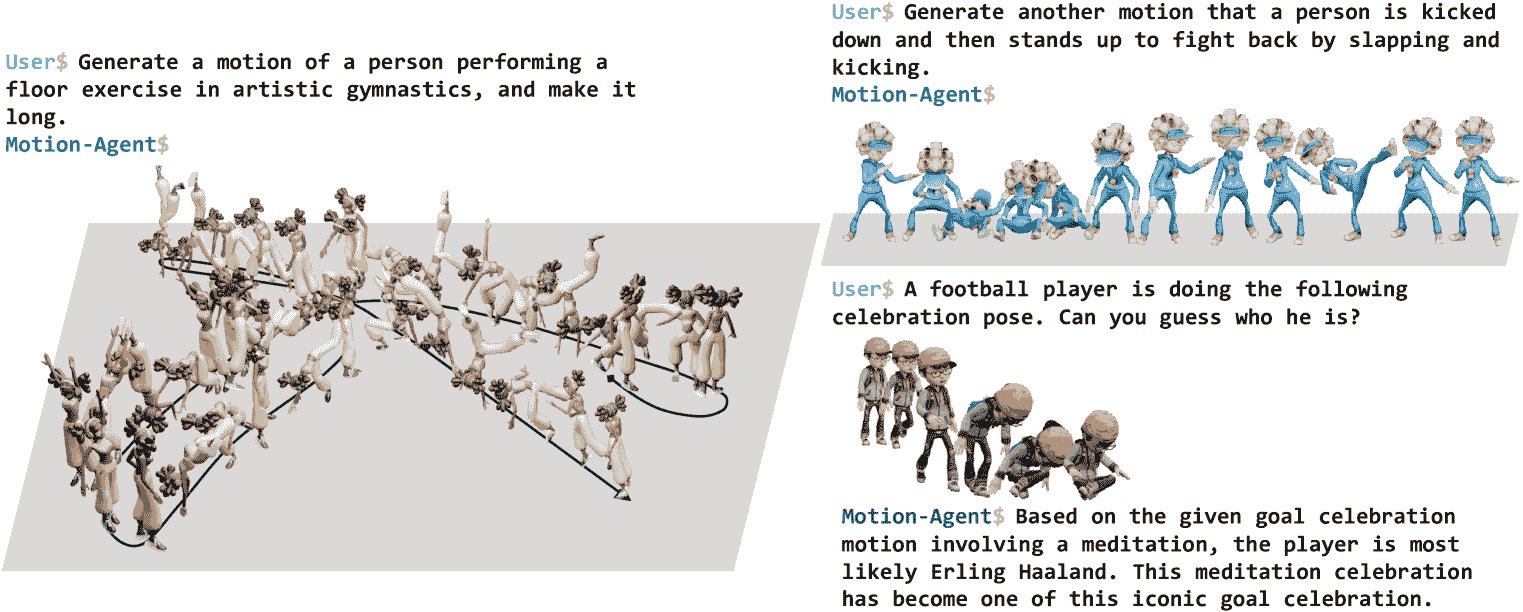 User$ Generate a motion of a person performing a
floor exercise in artistic gymnastics, and make it
long.
Motion-Agent$
User$ Generate another motion that a person is kicked
down and then stands up to fight back by slapping and
kicking.
Motion-Agent$
User$ A football player is doing the following
celebration pose. Can you guess who he is?
Motion-Agent$ Based on the given goal celebration
motion involving a meditation, the player is most
likely Erling Haaland. This meditation celebration
has become one of this iconic goal celebration.